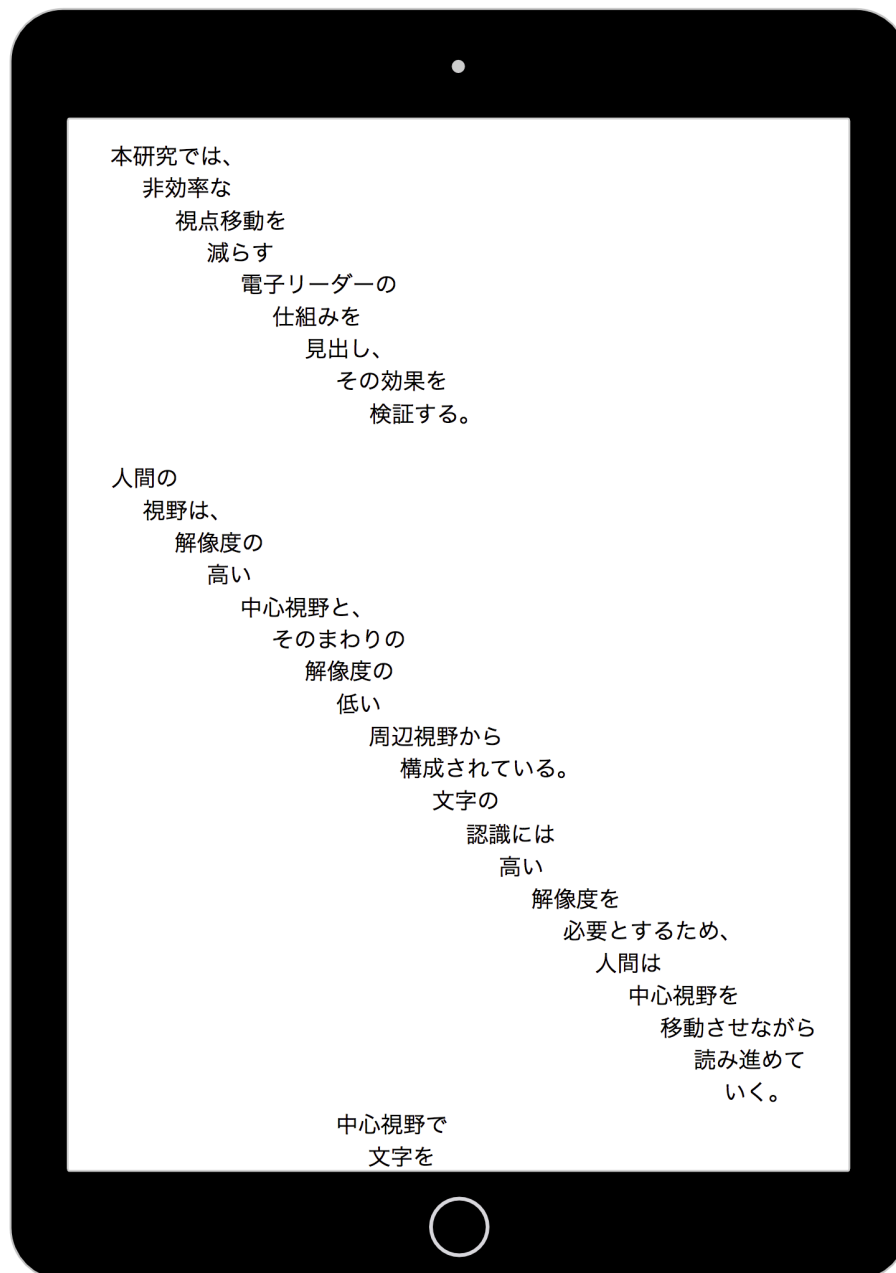 本研究では、
非効率な
視点移動を
減らす
電子リーダーの
仕組みを
見出し、
その効果を
検証する。
人間の
視野は、
解像度の
高い
中心視野と、
そのまわりの
解像度の
低い
周辺視野から
構成されている。
文字の
認識には
高い
解像度を
必要とするため、
人間は
中心視野を
移動させながら
読み進めて
いく。
中心視野で
文字を